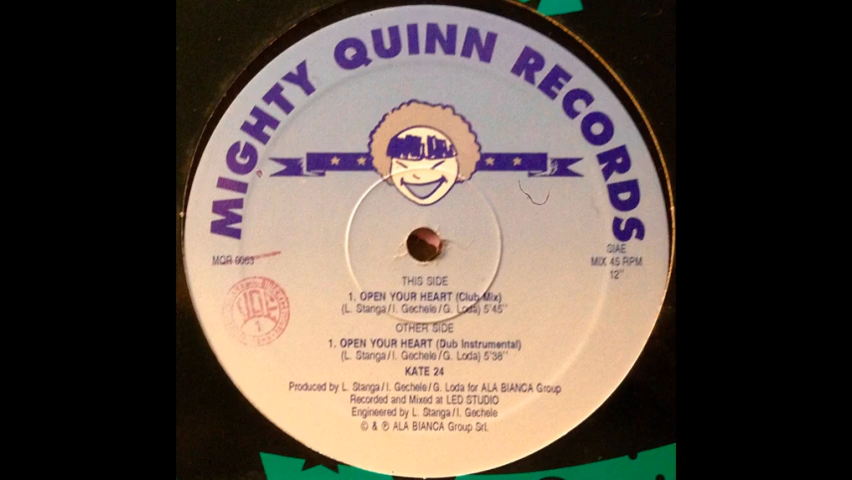 MIGHTY QUINN RECORDS
MQR 0063
SIAE
MIX 45 RPM
12"
THIS SIDE
1. OPEN YOUR HEART (Club Mix)
(L. Stanga/I. Gechele/G. Loda) 5'45"
OTHER SIDE
1. OPEN YOUR HEART (Dub Instrumental)
(L. Stanga/I. Gechele/G. Loda) 5'38"
KATE 24
Produced by L. Stanga/I. Gechele/G. Loda for ALA BIANCA Group
Recorded and Mixed at LED STUDIO
Engineered by L. Stanga/I. Gechele
© & ℗ ALA BIANCA Group Srl.